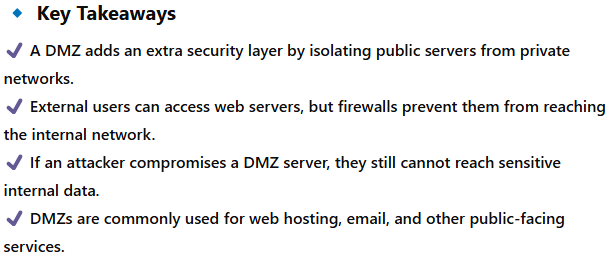 Key Takeaways
✔ A DMZ adds an extra security layer by isolating public servers from private
networks.
✔ External users can access web servers, but firewalls prevent them from reaching
the internal network.
✔ If an attacker compromises a DMZ server, they still cannot reach sensitive
internal data.
✔ DMZs are commonly used for web hosting, email, and other public-facing
services.